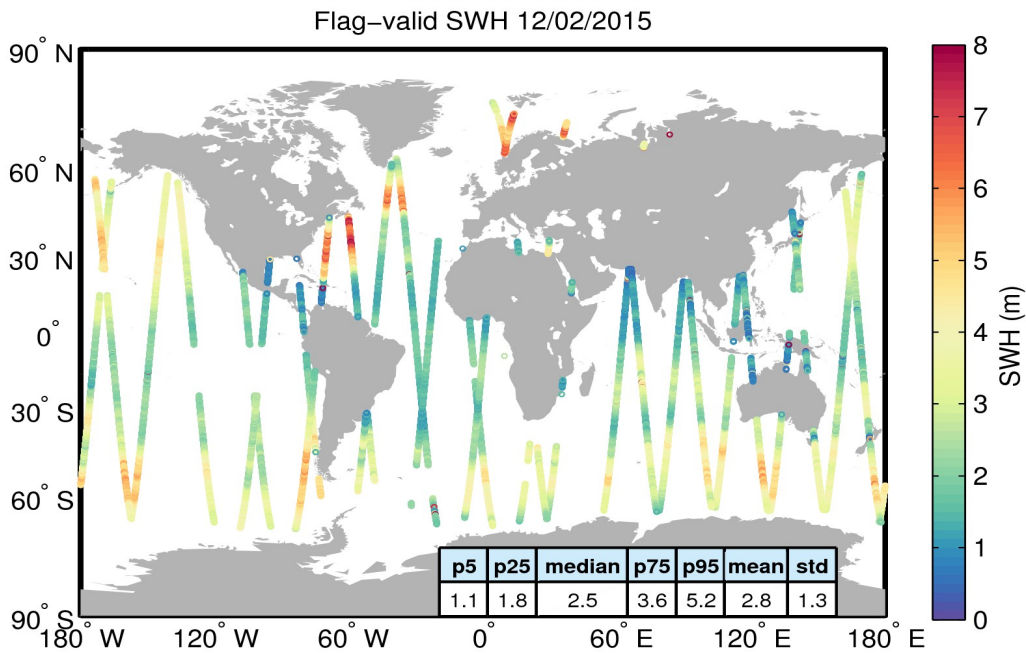 Flag−valid SWH 12/02/2015
90° N
60° N
30° N
0°
30° S
60° S
90° S
180° W
120° W
60° W
0°
60° E
120° E
180° E
8
7
6
5
4
3
2
1
0
SWH (m)
p5 p25 median p75 p95 mean std
1.1 1.8 2.5 3.6 5.2 2.8 1.3